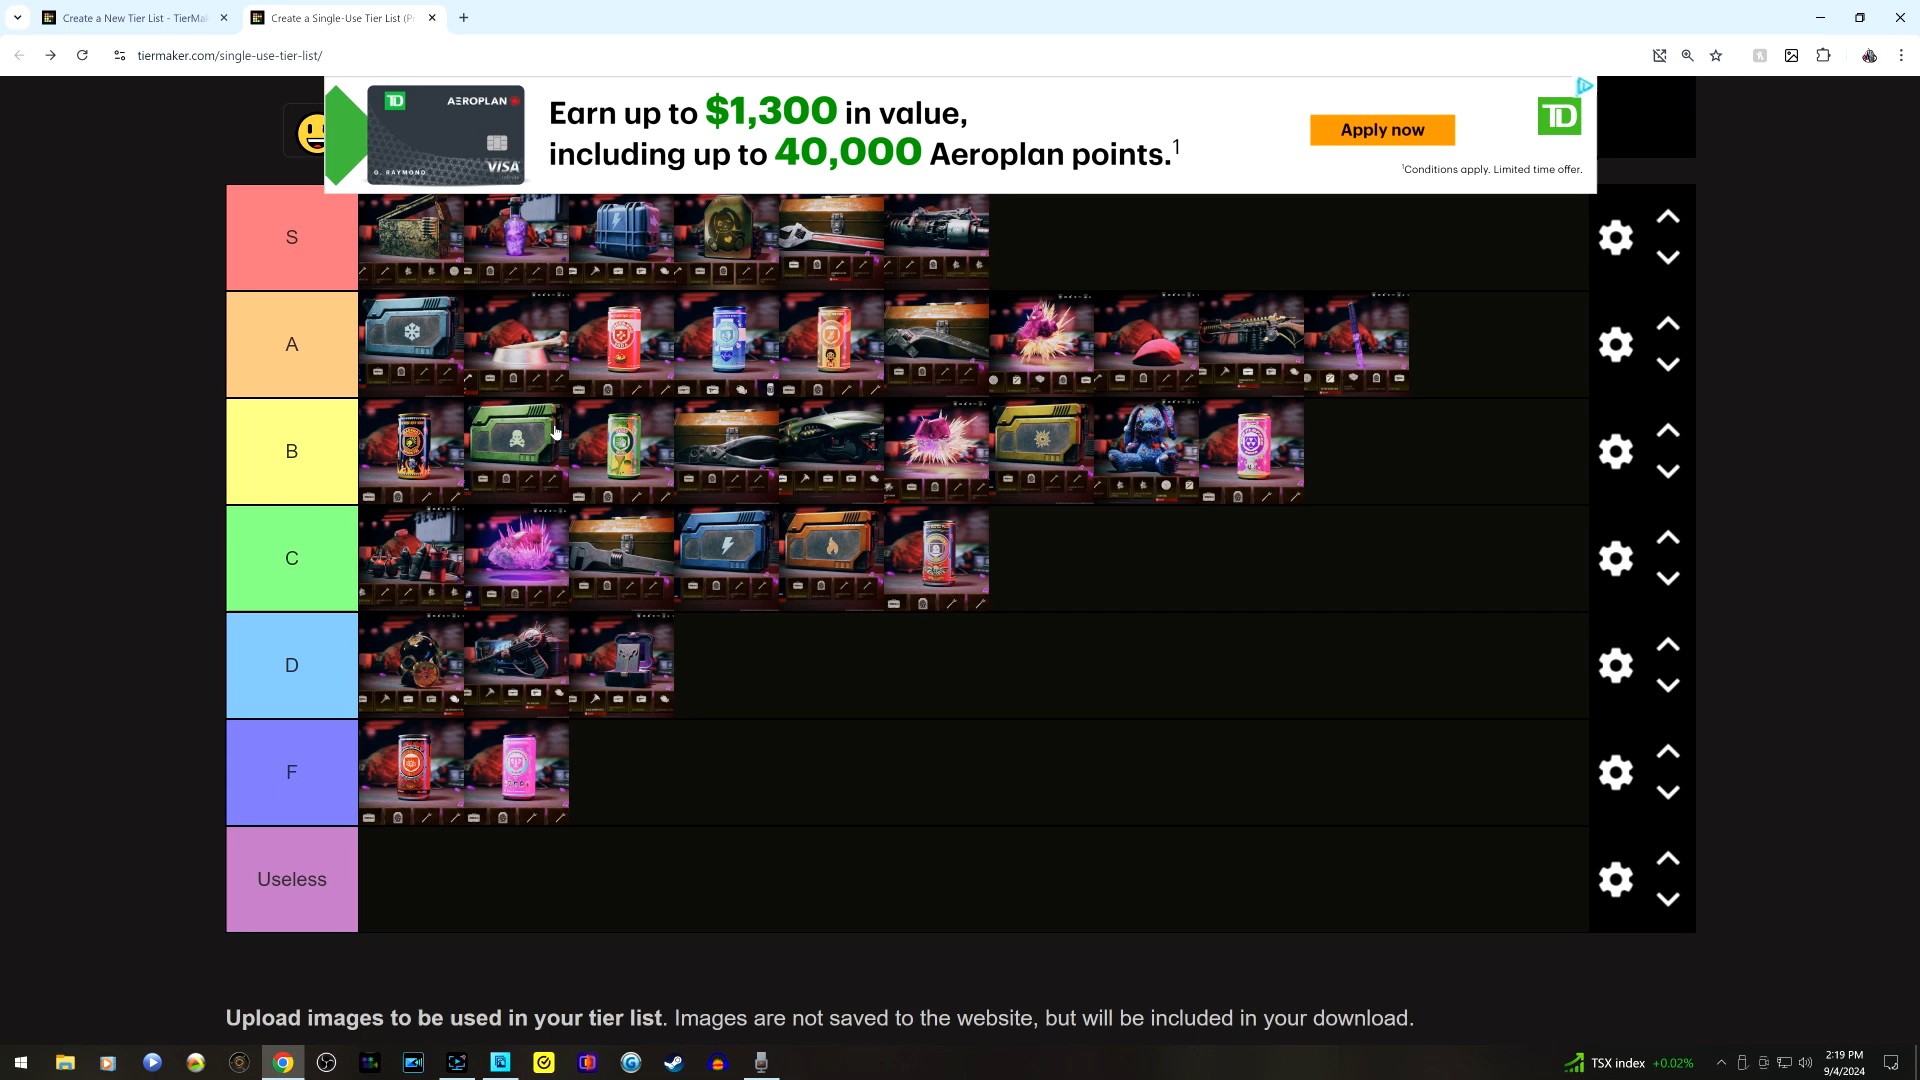 Create a New Tier List - TierMa
Create a Single-Use Tier List (P
tiermaker.com/single-use-tier-list/
TD
AEROPLAN
G. RAYMOND
VISA
Earn up to $1,300 in value,
including up to 40,000 Aeroplan points.1
Apply now
TD
1Conditions apply. Limited time offer.
S
A
B
C
D
F
Useless
Upload images to be used in your tier list. Images are not saved to the website, but will be included in your download.
TSX index +0.02%
2:19 PM
9/4/2024